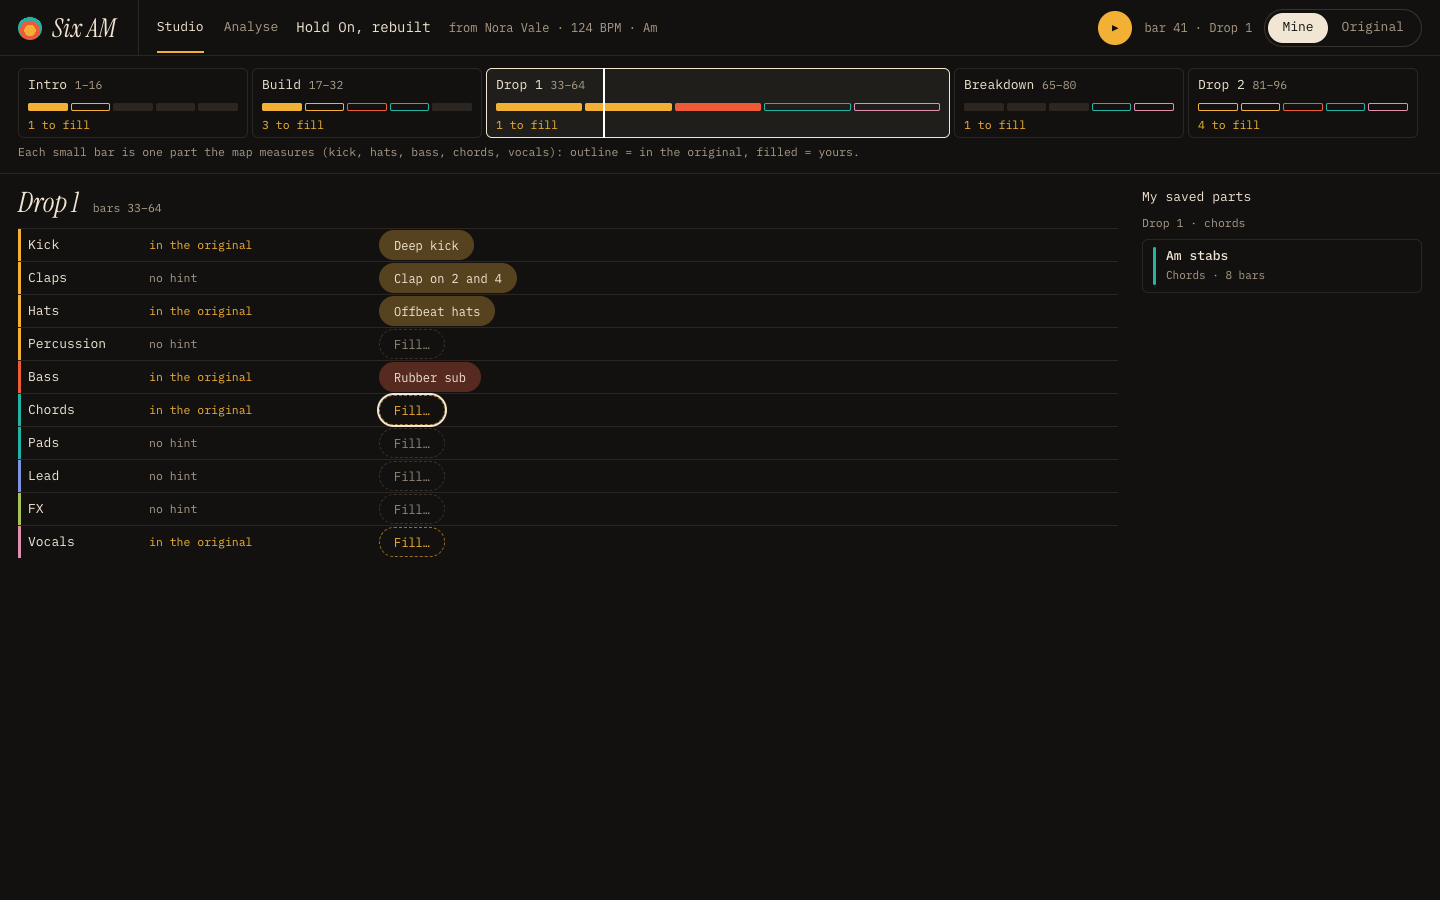 Six AM
Studio Analyse Hold On, rebuilt from Nora Vale · 124 BPM · Am
▶ bar 41 · Drop 1 Mine Original
Intro 1–16
1 to fill
Build 17–32
3 to fill
Drop 1 33–64
1 to fill
Breakdown 65–80
1 to fill
Drop 2 81–96
4 to fill
Each small bar is one part the map measures (kick, hats, bass, chords, vocals): outline = in the original, filled = yours.
Drop 1 bars 33–64
Kick in the original Deep kick
Claps no hint Clap on 2 and 4
Hats in the original Offbeat hats
Percussion no hint Fill…
Bass in the original Rubber sub
Chords in the original Fill…
Pads no hint Fill…
Lead no hint Fill…
FX no hint Fill…
Vocals in the original Fill…
My saved parts
Drop 1 · chords
Am stabs
Chords · 8 bars